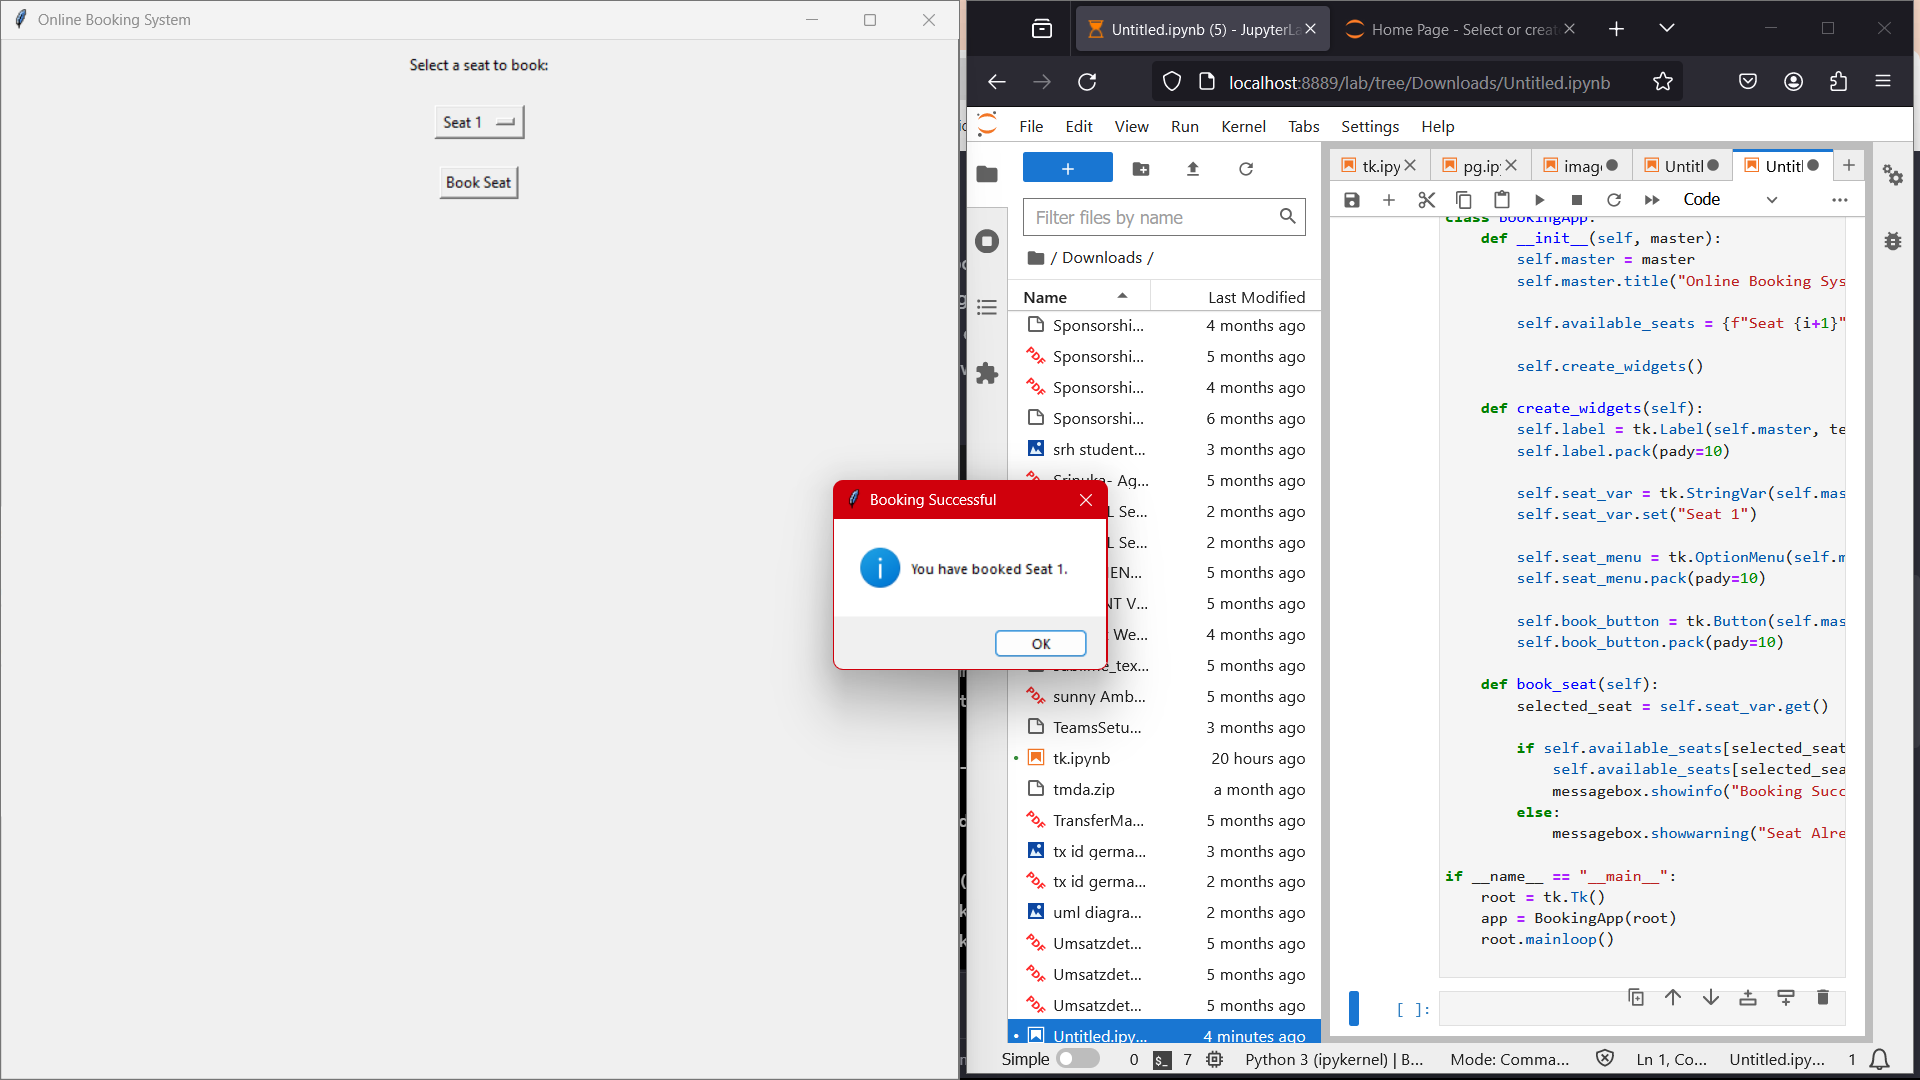 Online Booking System
Select a seat to book:
Seat 1
Book Seat
Booking Successful
You have booked Seat 1.
OK
Untitled.ipynb (5) - JupyterLa
Home Page - Select or creat
localhost:8889/lab/tree/Downloads/Untitled.ipynb
File Edit View Run Kernel Tabs Settings Help
Filter files by name
/ Downloads /
Name Last Modified
Sponsorshi... 4 months ago
Sponsorshi... 5 months ago
Sponsorshi... 4 months ago
Sponsorshi... 6 months ago
srh student... 3 months ago
Ag... 5 months ago
L Se... 2 months ago
L Se... 2 months ago
EN... 5 months ago
NT V... 5 months ago
We... 4 months ago
sublime_tex... 5 months ago
sunny Amb... 5 months ago
TeamsSetu... 3 months ago
tk.ipynb 20 hours ago
tmda.zip a month ago
TransferMa... 5 months ago
tx id germa... 3 months ago
tx id germa... 2 months ago
uml diagra... 2 months ago
Umsatzdet... 5 months ago
Umsatzdet... 5 months ago
Umsatzdet... 5 months ago
Untitled.ipy... 4 minutes ago
tk.ipy pg.ip image Untitl Untitl
Code
class BookingApp:
def __init__(self, master):
self.master = master
self.master.title("Online Booking Sys
self.available_seats = {f"Seat {i+1}"
self.create_widgets()
def create_widgets(self):
self.label = tk.Label(self.master, te
self.label.pack(pady=10)
self.seat_var = tk.StringVar(self.mas
self.seat_var.set("Seat 1")
self.seat_menu = tk.OptionMenu(self.m
self.seat_menu.pack(pady=10)
self.book_button = tk.Button(self.mas
self.book_button.pack(pady=10)
def book_seat(self):
selected_seat = self.seat_var.get()
if self.available_seats[selected_seat
self.available_seats[selected_sea
messagebox.showinfo("Booking Succ
else:
messagebox.showwarning("Seat Alre
if __name__ == "__main__":
root = tk.Tk()
app = BookingApp(root)
root.mainloop()
[ ]:
Simple 0 7 Python 3 (ipykernel) | B... Mode: Comma... Ln 1, Co... Untitled.ipy... 1